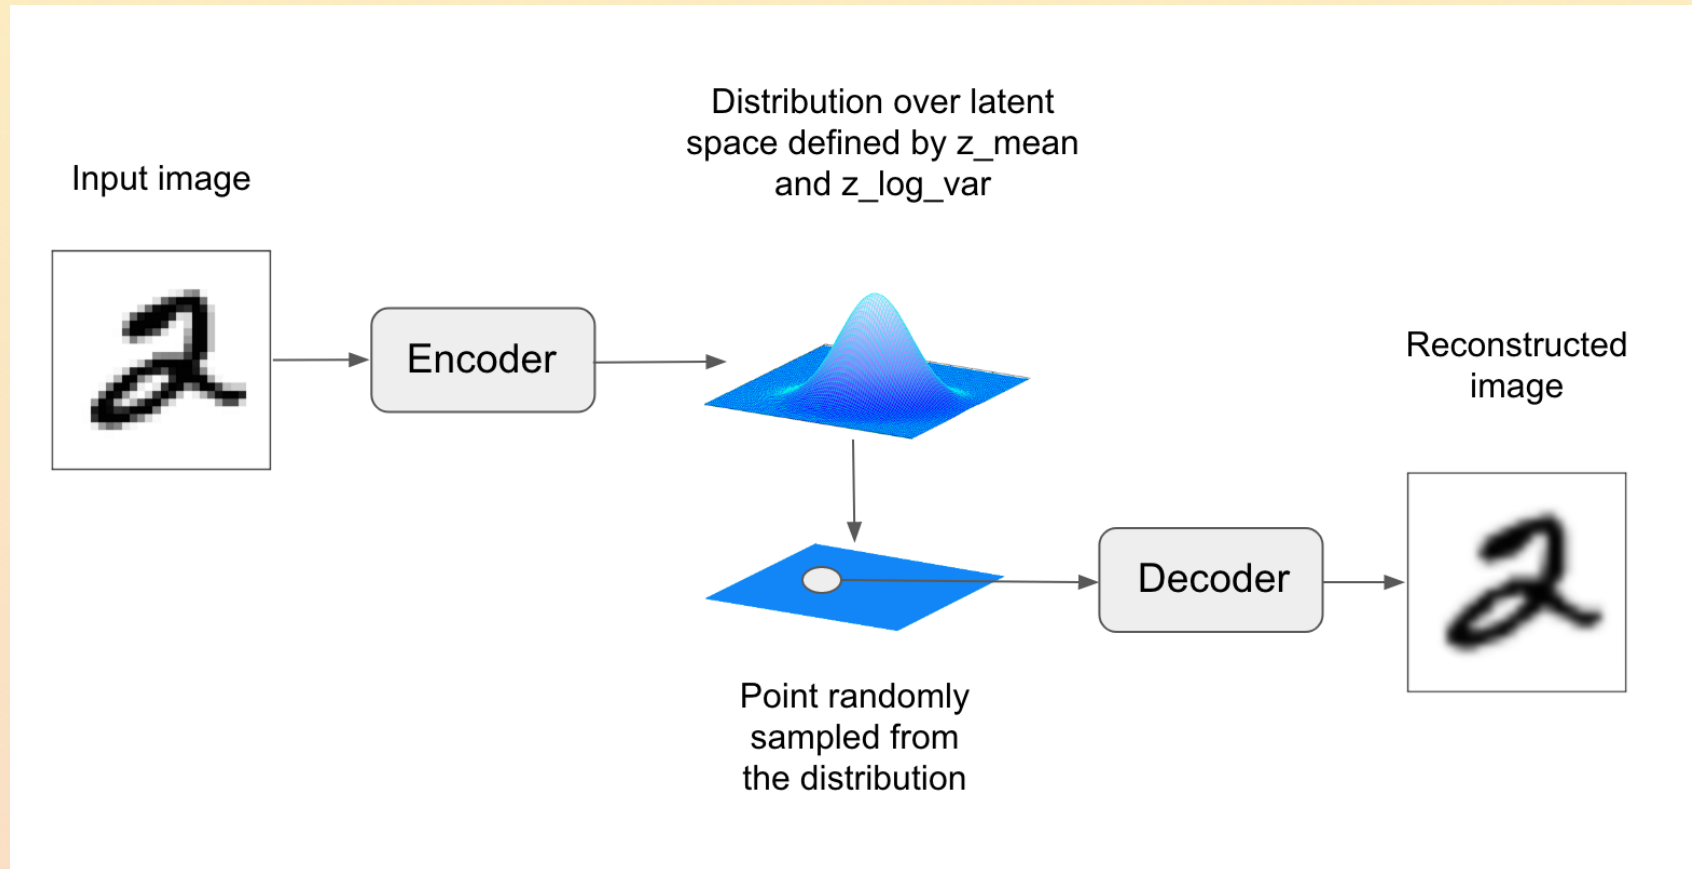 Input image
Distribution over latent
space defined by z_mean
and z_log_var
Encoder
Reconstructed
image
Decoder
Point randomly
sampled from
the distribution